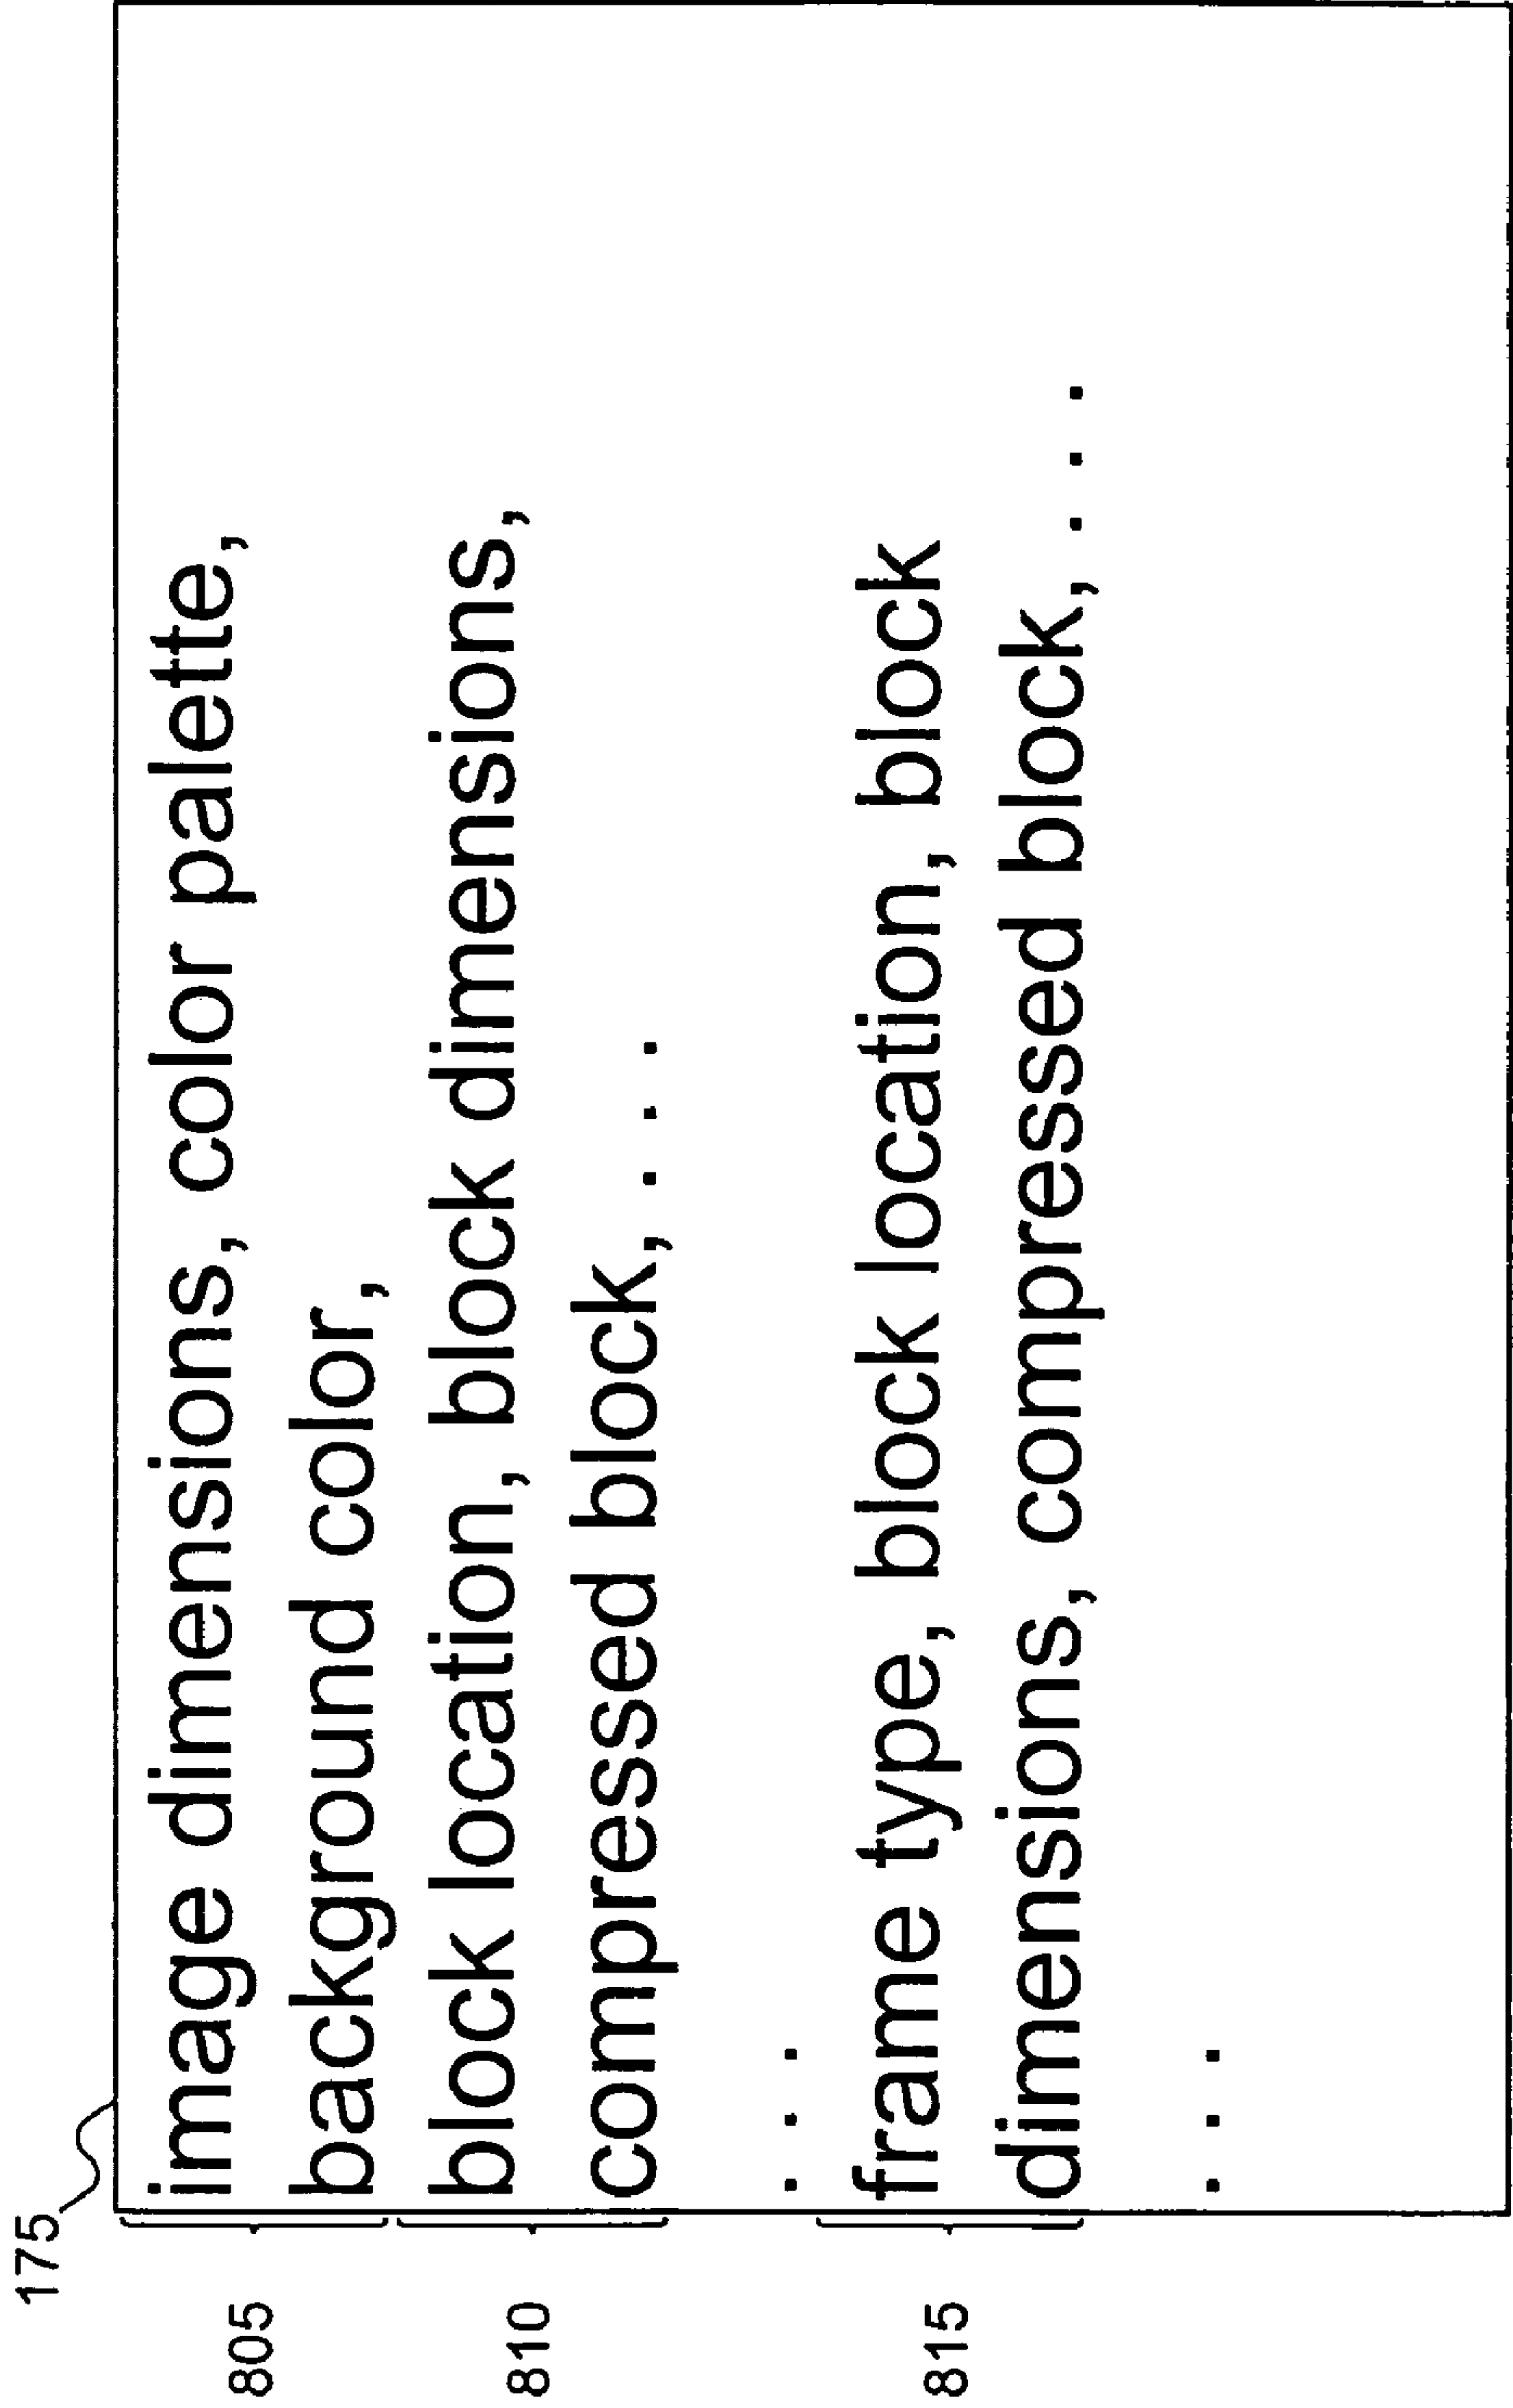 175
805
image dimensions, color palette,
background color,
810
block location, block dimensions,
compressed block, . . .
. . .
815
frame type, block location, block
dimensions, compressed block, . . .
. . .